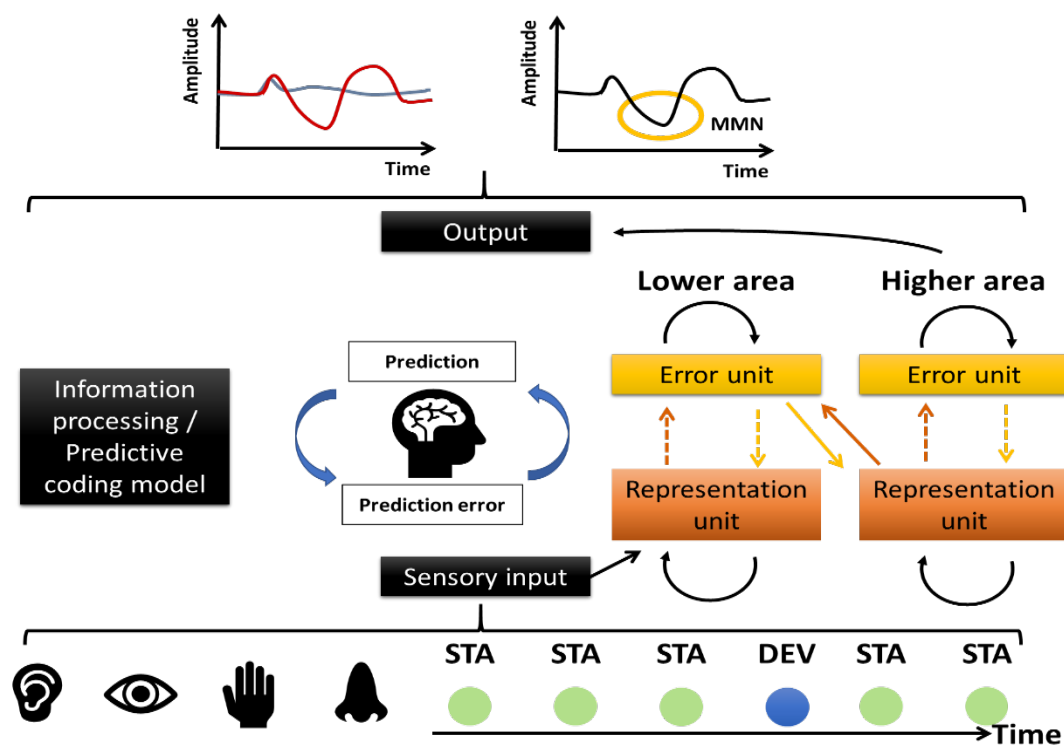 Amplitude
Time
Amplitude
MMN
Time
Output
Lower area
Higher area
Information
processing /
Predictive
coding model
Prediction
Prediction error
Error unit
Error unit
Representation
unit
Representation
unit
Sensory input
STA STA STA DEV STA STA
Time